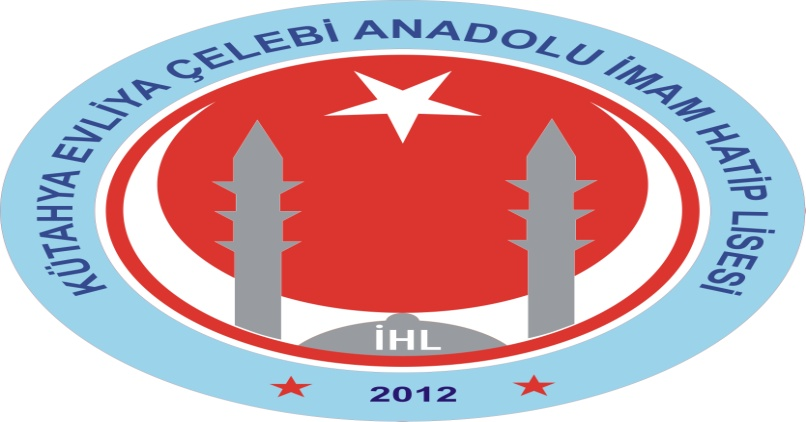 KÜTAHYA EVLİYA ÇELEBİ ANADOLU İMAM HATİP LİSESİ
İHL
2012